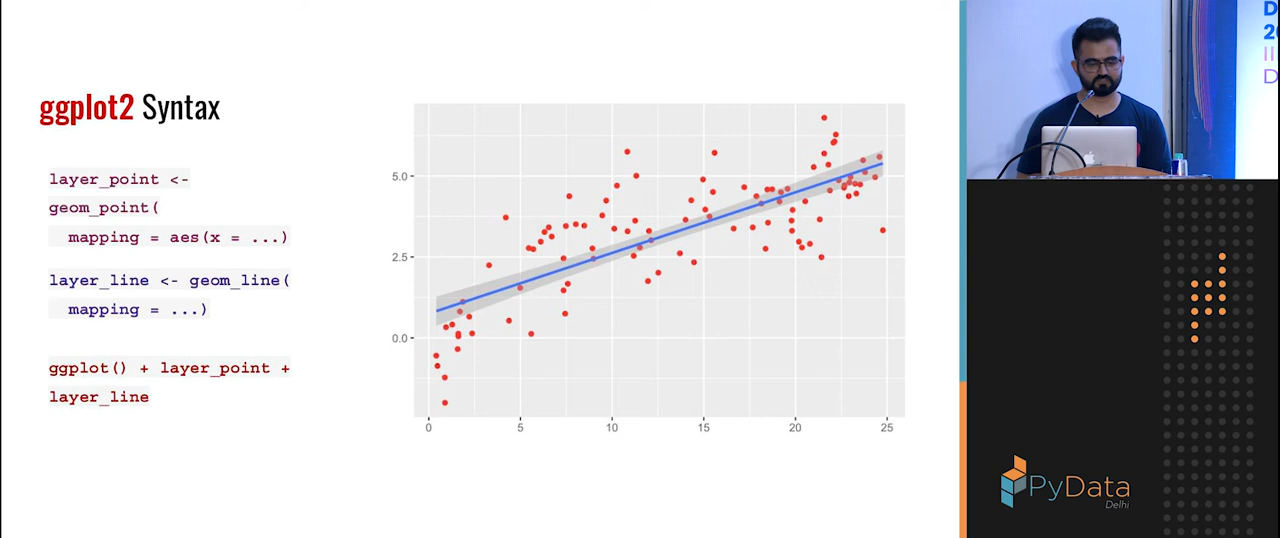 ggplot2 Syntax
layer_point <-
geom_point(
mapping = aes(x = ...)
layer_line <- geom_line(
mapping = ...)
ggplot() + layer_point +
layer_line
5.0
2.5
0.0
0
5
10
15
20
25
D
20
D
PyData
Delhi